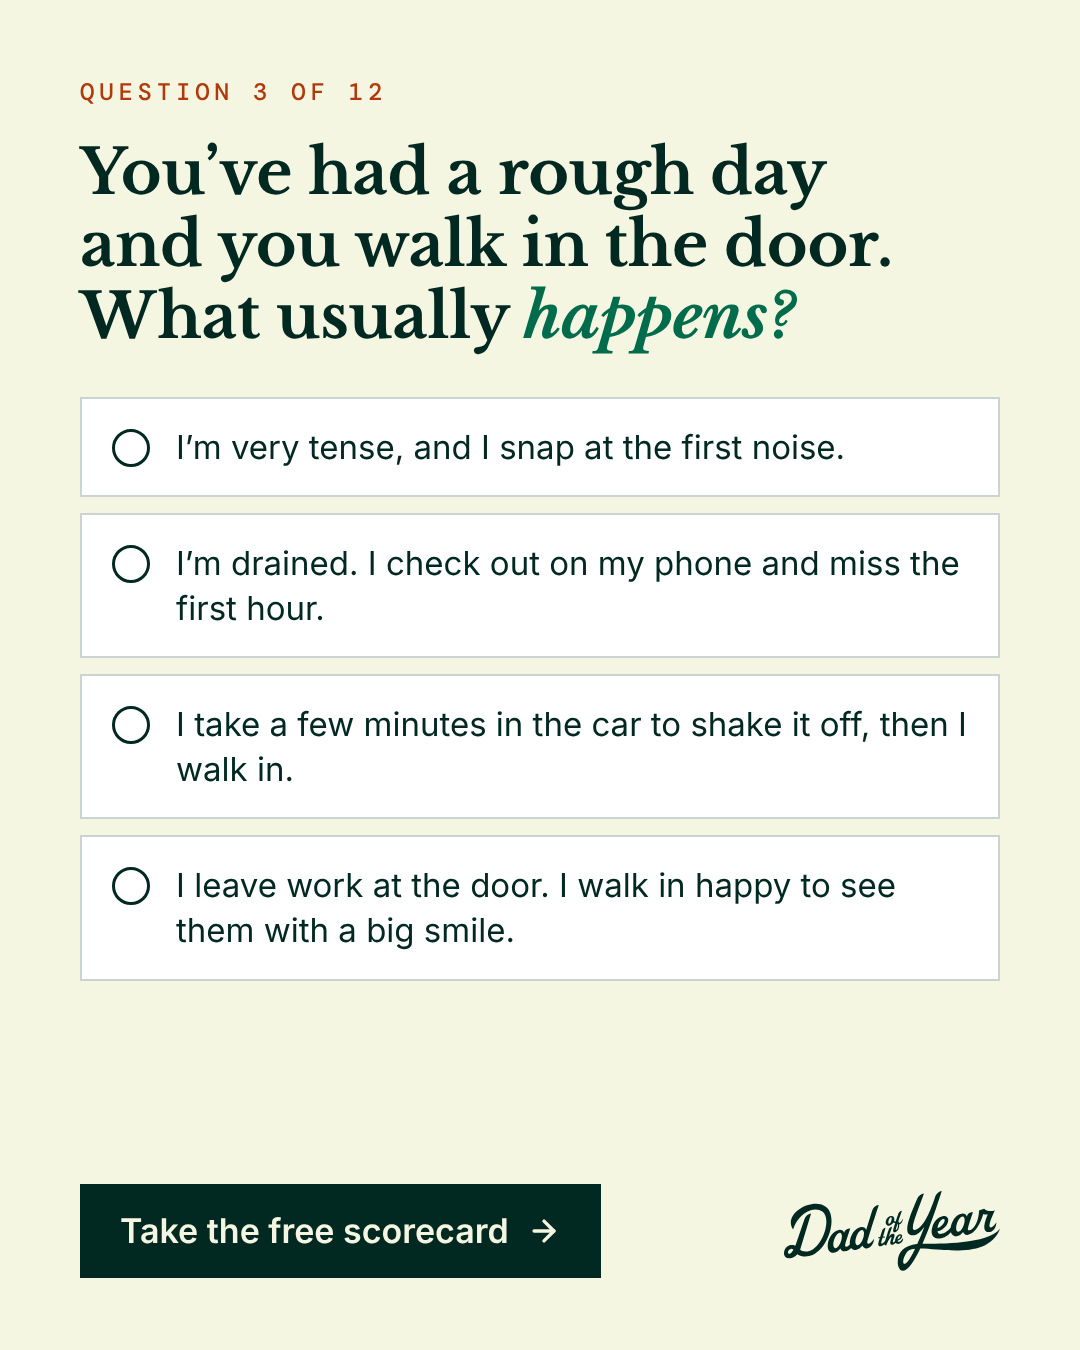 QUESTION 3 OF 12
You’ve had a rough day
and you walk in the door.
What usually happens?
I’m very tense, and I snap at the first noise.
I’m drained. I check out on my phone and miss the
first hour.
I take a few minutes in the car to shake it off, then I
walk in.
I leave work at the door. I walk in happy to see
them with a big smile.
Take the free scorecard →
Dad of the Year